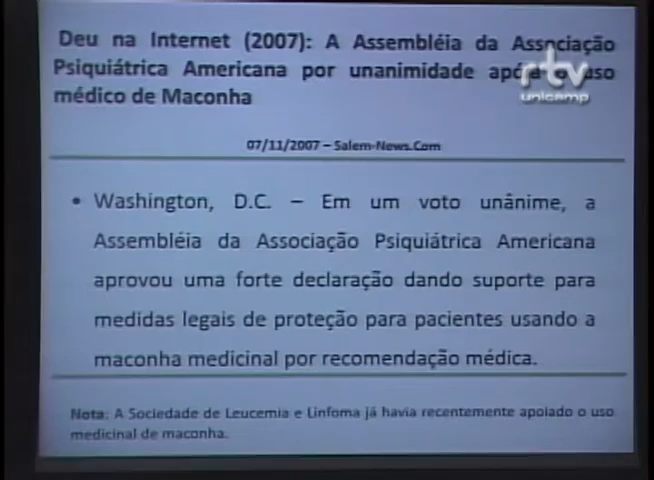 Deu na Internet (2007): A Assembléia da Associação
Psiquiátrica Americana por unanimidade apóia o uso
médico de Maconha
rtv
unicamp
07/11/2007 – Salem-News.Com
• Washington, D.C. – Em um voto unânime, a
Assembléia da Associação Psiquiátrica Americana
aprovou uma forte declaração dando suporte para
medidas legais de proteção para pacientes usando a
maconha medicinal por recomendação médica.
Nota: A Sociedade de Leucemia e Linfoma já havia recentemente apoiado o uso
medicinal de maconha.